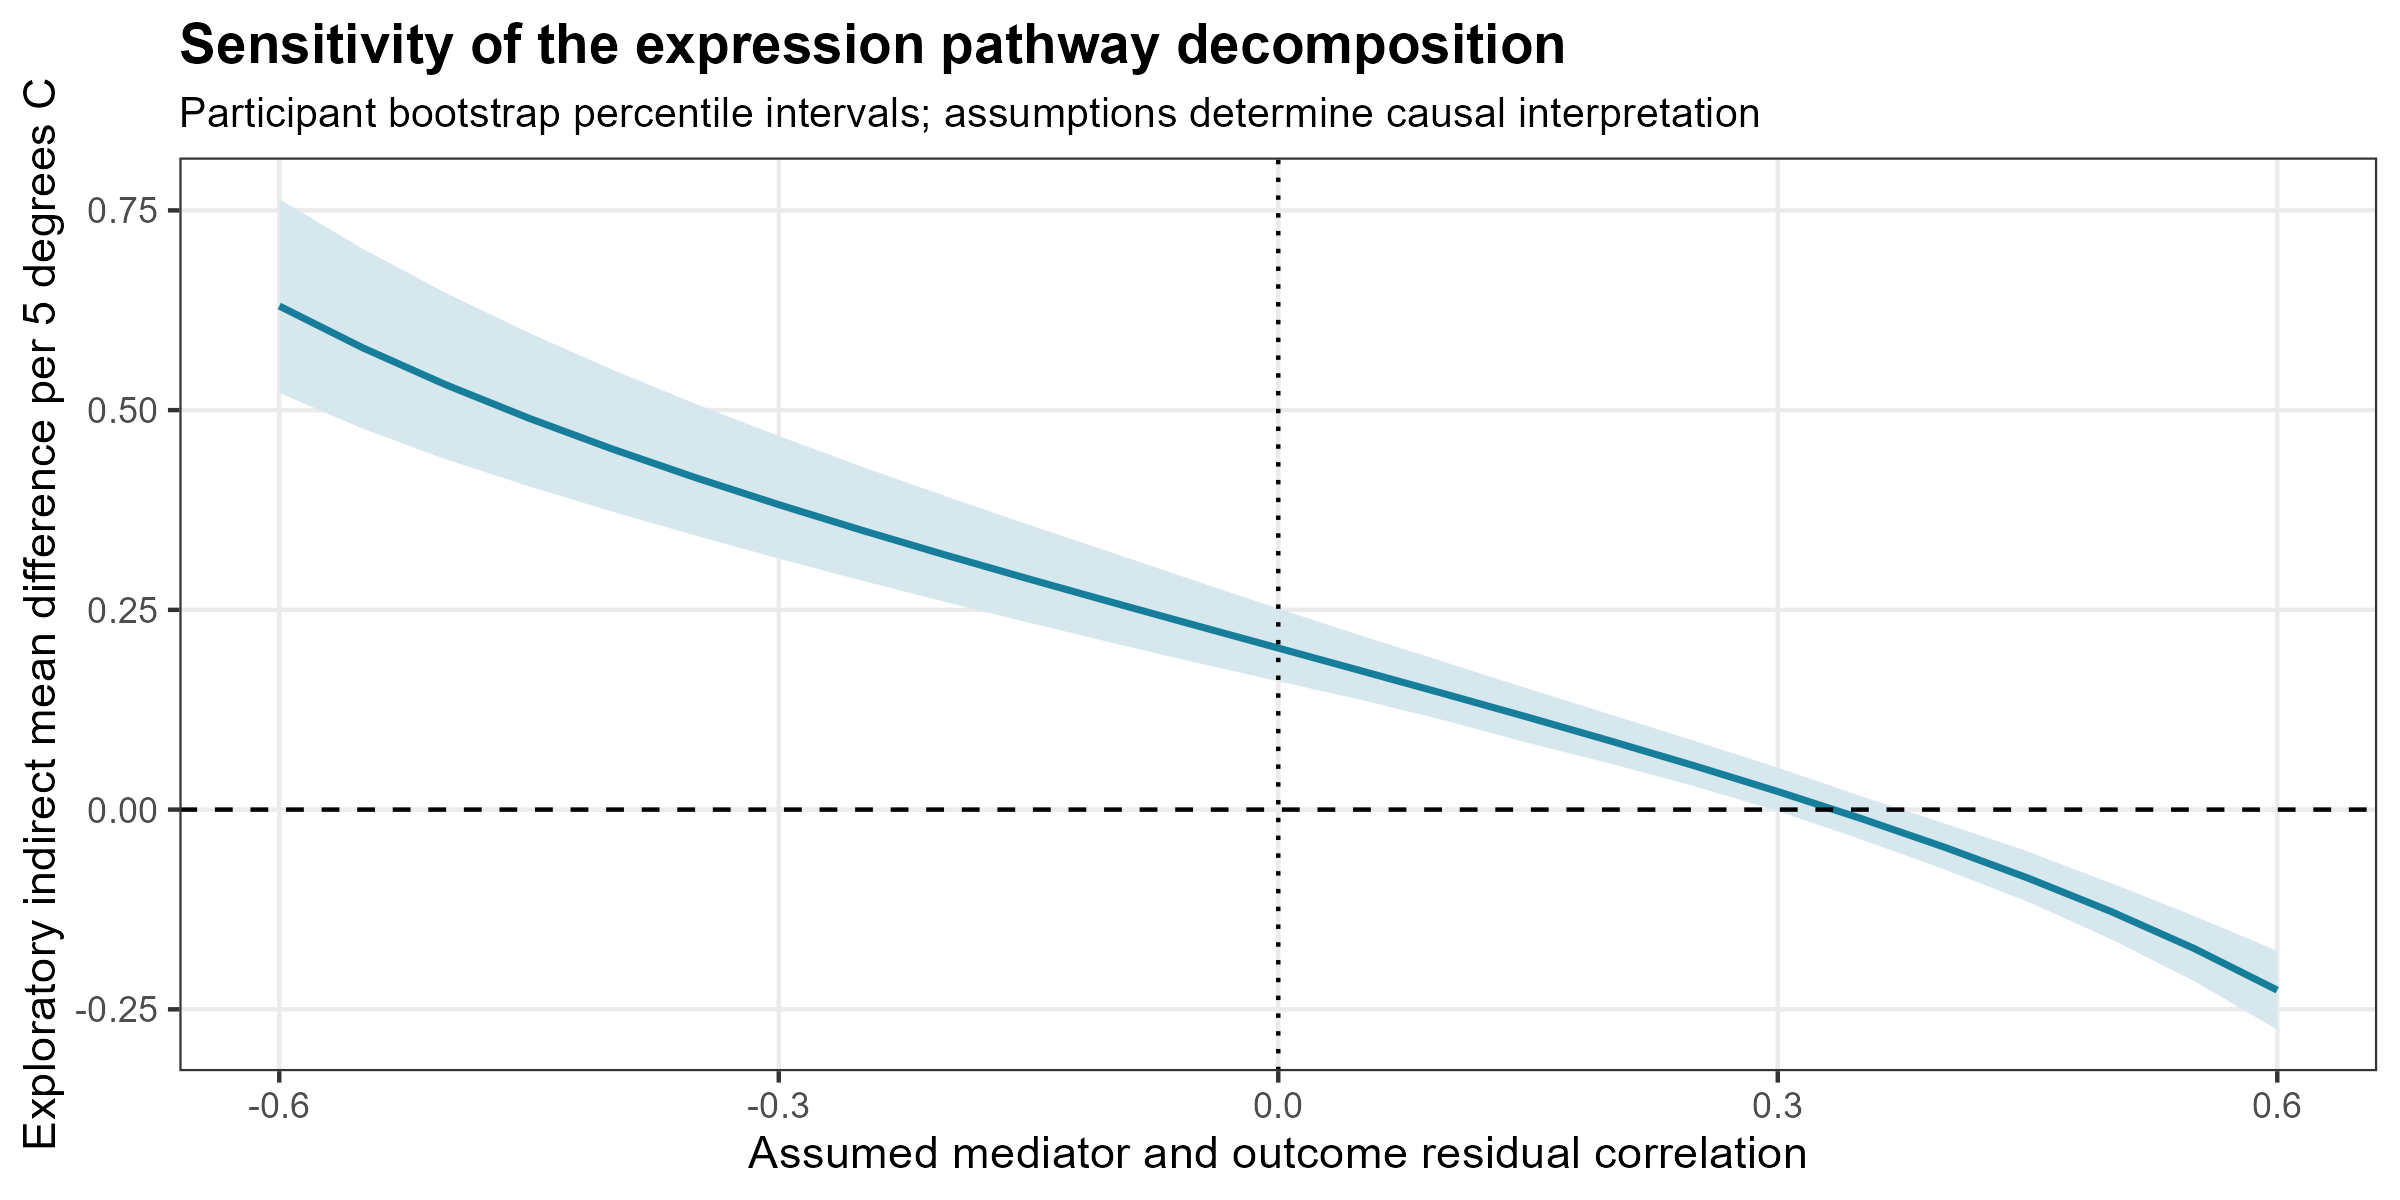 Sensitivity of the expression pathway decomposition
Participant bootstrap percentile intervals; assumptions determine causal interpretation
Exploratory indirect mean difference per 5 degrees C
0.75
0.50
0.25
0.00
-0.25
-0.6
-0.3
0.0
0.3
0.6
Assumed mediator and outcome residual correlation